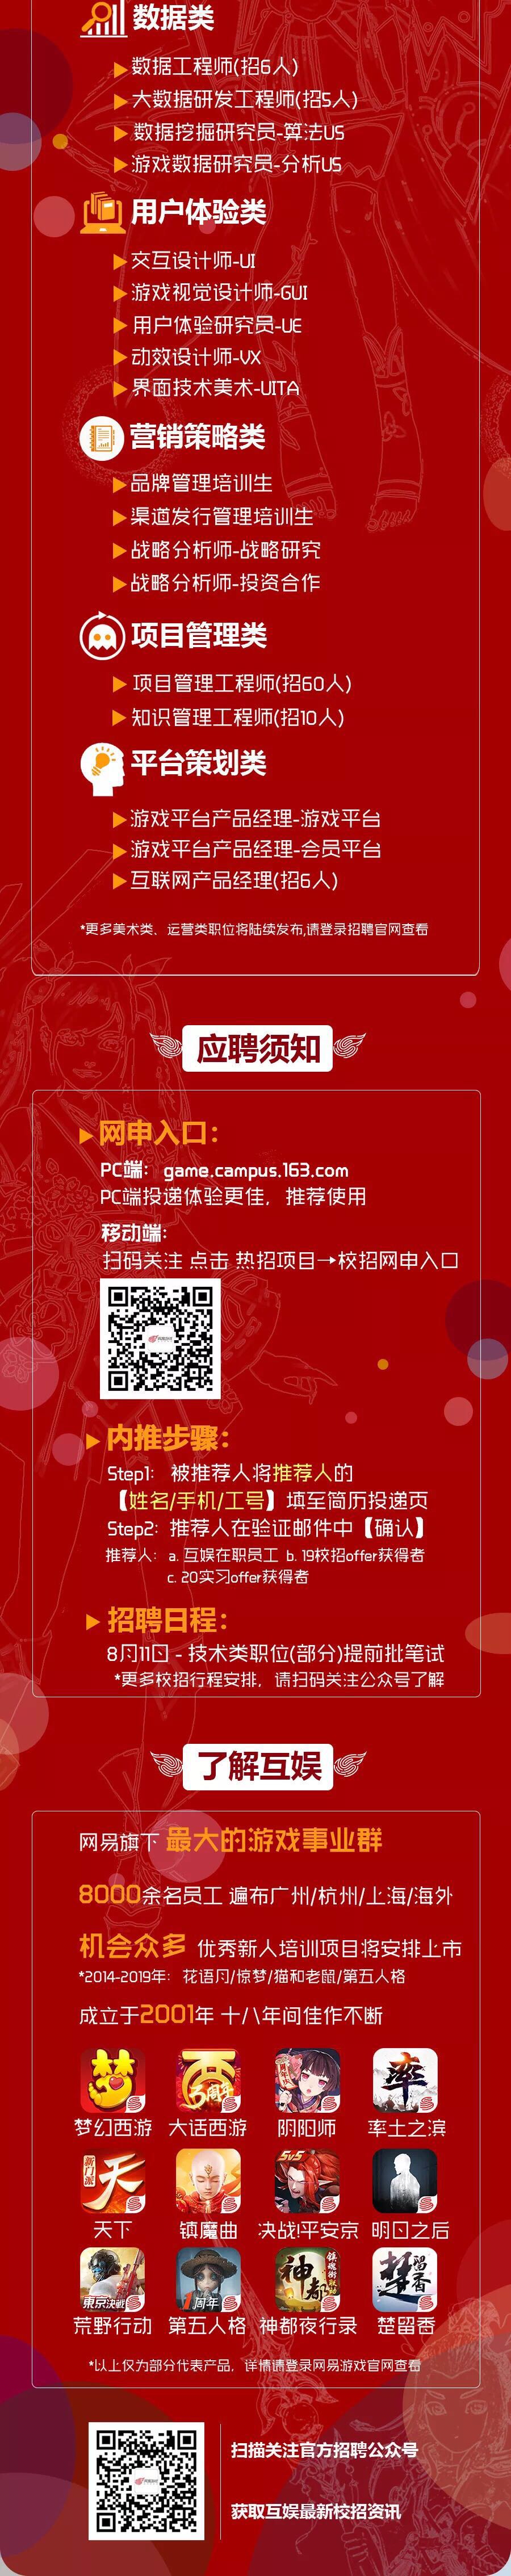 数据类
数据工程师(招6人)
大数据研发工程师(招5人)
数据挖掘研究员-算法US
游戏数据研究员-分析US
用户体验类
交互设计师-UI
游戏视觉设计师-GUI
用户体验研究员-UE
动效设计师-VX
界面技术美术-UITA
营销策略类
品牌管理培训生
渠道发行管理培训生
战略分析师-战略研究
战略分析师-投资合作
项目管理类
项目管理工程师(招60人)
知识管理工程师(招10人)
平台策划类
游戏平台产品经理-游戏平台
游戏平台产品经理-会员平台
互联网产品经理(招6人)
*更多美术类、运营类职位将陆续发布,请登录招聘官网查看
应聘须知
网申入口：
PC端：game.campus.163.com
PC端投递体验更佳，推荐使用
移动端：
扫码关注 点击 热招项目→校招网申入口
内推步骤：
Step1： 被推荐人将推荐人的
【姓名/手机/工号】填至简历投递页
Step2: 推荐人在验证邮件中【确认】
推荐人： a. 互娱在职员工 b. 19校招offer获得者
c. 20实习offer获得者
招聘日程：
8月11日 - 技术类职位(部分)提前批笔试
*更多校招行程安排，请扫码关注公众号了解
了解互娱
网易旗下 最大的游戏事业群
8000余名员工 遍布广州/杭州/上海/海外
机会众多 优秀新人培训项目将安排上市
*2014-2019年： 花语月/惊梦/猫和老鼠/第五人格
成立于2001年 十八年间佳作不断
梦
3周年
率
梦幻西游 大话西游 阴阳师 率土之滨
新门派
天
5V5
天下 镇魔曲 决战!平安京 明日之后
東京決戦
1周年
神都
镇魂街联动
楚留香
荒野行动 第五人格 神都夜行录 楚留香
*以上仅为部分代表产品，详情请登录网易游戏官网查看
扫描关注官方招聘公众号
获取互娱最新校招资讯